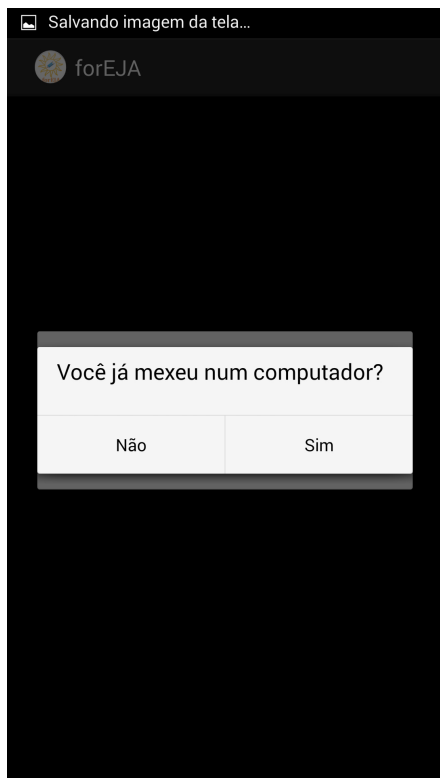 Salvando imagem da tela...
forEJA
Você já mexeu num computador?
Não
Sim